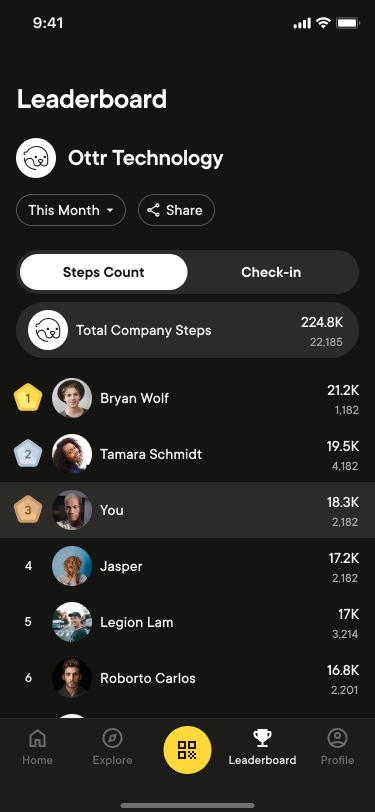 9:41
Leaderboard
Ottr Technology
This Month
Share
Steps Count
Check-in
Total Company Steps
224.8K
22,185
1
Bryan Wolf
21.2K
1,182
2
Tamara Schmidt
19.5K
4,182
3
You
18.3K
2,182
4
Jasper
17.2K
2,182
5
Legion Lam
17K
3,214
6
Roborto Carlos
16.8K
2,201
Home
Explore
Leaderboard
Profile